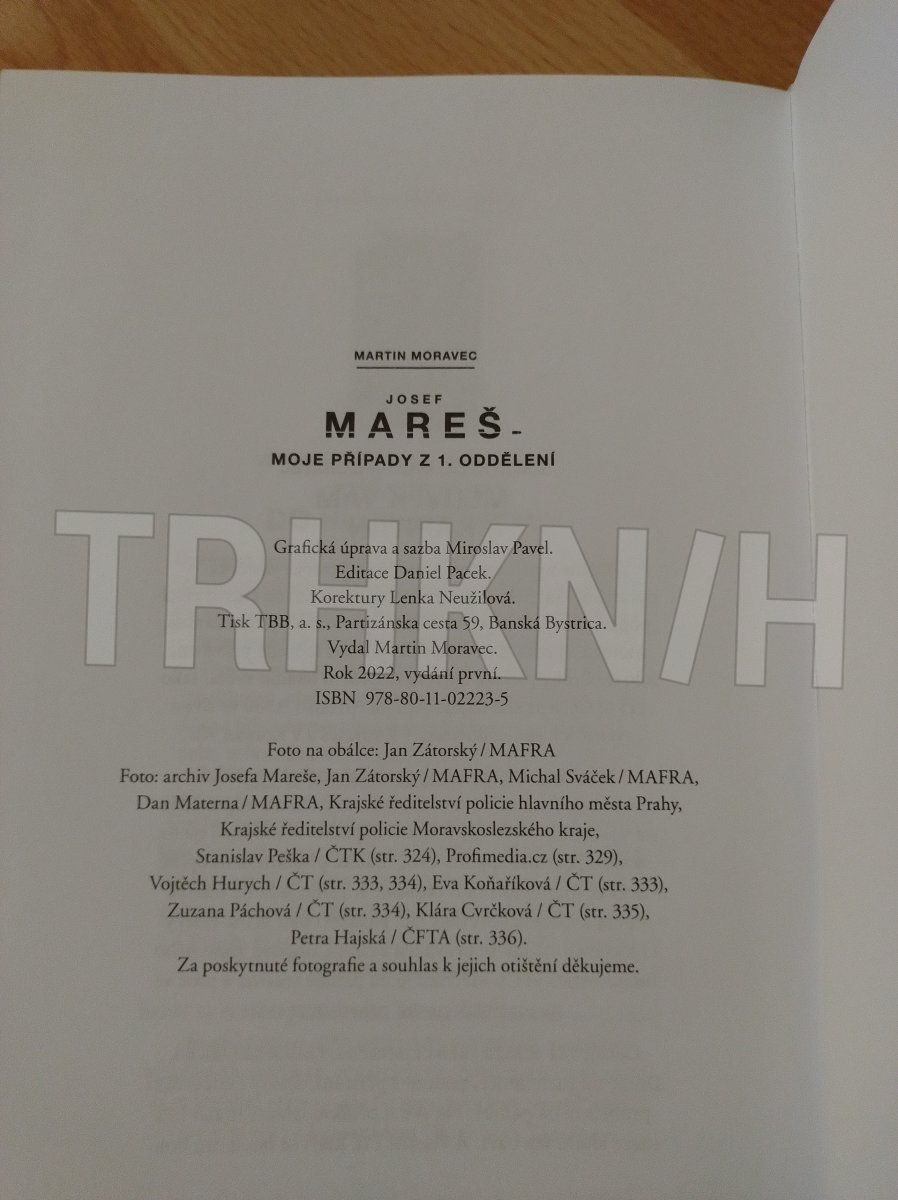 MARTIN MORAVEC
JOSEF
MAREŠ-
MOJE PŘÍPADY Z 1. ODDĚLENÍ
TRHKN/H
Grafická úprava a sazba Miroslav Pavel.
Editace Daniel Pacek.
Korektury Lenka Neužilová.
Tisk TBB, a. s., Partizánska cesta 59, Banská Bystrica.
Vydal Martin Moravec.
Rok 2022, vydání první.
ISBN 978-80-11-02223-5
Foto na obálce: Jan Zátorský / MAFRA
Foto: archiv Josefa Mareše, Jan Zátorský / MAFRA, Michal Sváček / MAFRA,
Dan Materna / MAFRA, Krajské ředitelství policie hlavního města Prahy,
Krajské ředitelství policie Moravskoslezského kraje,
Stanislav Peška / ČTK (str. 324), Profimedia.cz (str. 329),
Vojtěch Hurych / ČT (str. 333, 334), Eva Koňaříková / ČT (str. 333),
Zuzana Páchová / ČT (str. 334), Klára Cvrčková / ČT (str. 335),
Petra Hajská / ČFTA (str. 336).
Za poskytnuté fotografie a souhlas k jejich otištění děkujeme.